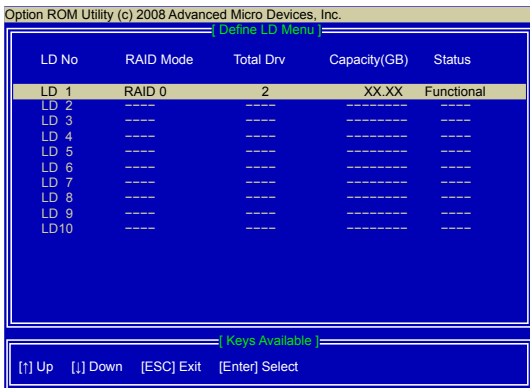 Option ROM Utility (c) 2008 Advanced Micro Devices, Inc.
[ Define LD Menu ]
LD No RAID Mode Total Drv Capacity(GB) Status
LD 1 RAID 0 2 XX.XX Functional
LD 2 ---- ---- -------- ----
LD 3 ---- ---- -------- ----
LD 4 ---- ---- -------- ----
LD 5 ---- ---- -------- ----
LD 6 ---- ---- -------- ----
LD 7 ---- ---- -------- ----
LD 8 ---- ---- -------- ----
LD 9 ---- ---- -------- ----
LD10 ---- ---- -------- ----
[ Keys Available ]
[↑] Up [↓] Down [ESC] Exit [Enter] Select